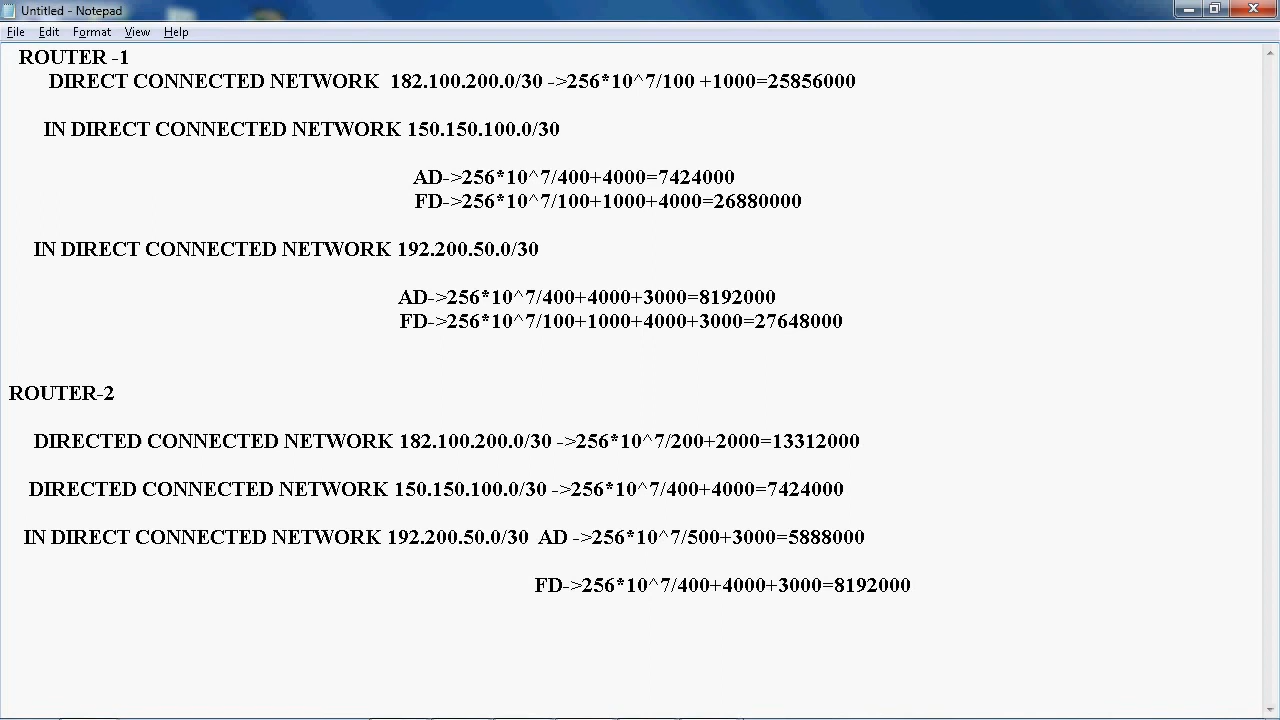 Untitled - Notepad
File Edit Format View Help
ROUTER -1
DIRECT CONNECTED NETWORK 182.100.200.0/30 ->256*10^7/100 +1000=25856000
IN DIRECT CONNECTED NETWORK 150.150.100.0/30
AD->256*10^7/400+4000=7424000
FD->256*10^7/100+1000+4000=26880000
IN DIRECT CONNECTED NETWORK 192.200.50.0/30
AD->256*10^7/400+4000+3000=8192000
FD->256*10^7/100+1000+4000+3000=27648000
ROUTER-2
DIRECTED CONNECTED NETWORK 182.100.200.0/30 ->256*10^7/200+2000=13312000
DIRECTED CONNECTED NETWORK 150.150.100.0/30 ->256*10^7/400+4000=7424000
IN DIRECT CONNECTED NETWORK 192.200.50.0/30 AD ->256*10^7/500+3000=5888000
FD->256*10^7/400+4000+3000=8192000